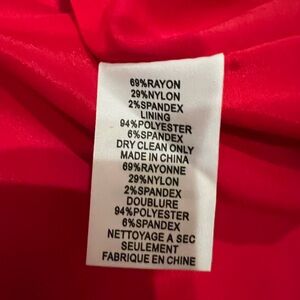 69%RAYON
29%NYLON
2%SPANDEX
LINING
94%POLYESTER
6%SPANDEX
DRY CLEAN ONLY
MADE IN CHINA
69%RAYONNE
29%NYLON
2%SPANDEX
DOUBLURE
94%POLYESTER
6%SPANDEX
NETTOYAGE A SEC
SEULEMENT
FABRIQUE EN CHINE